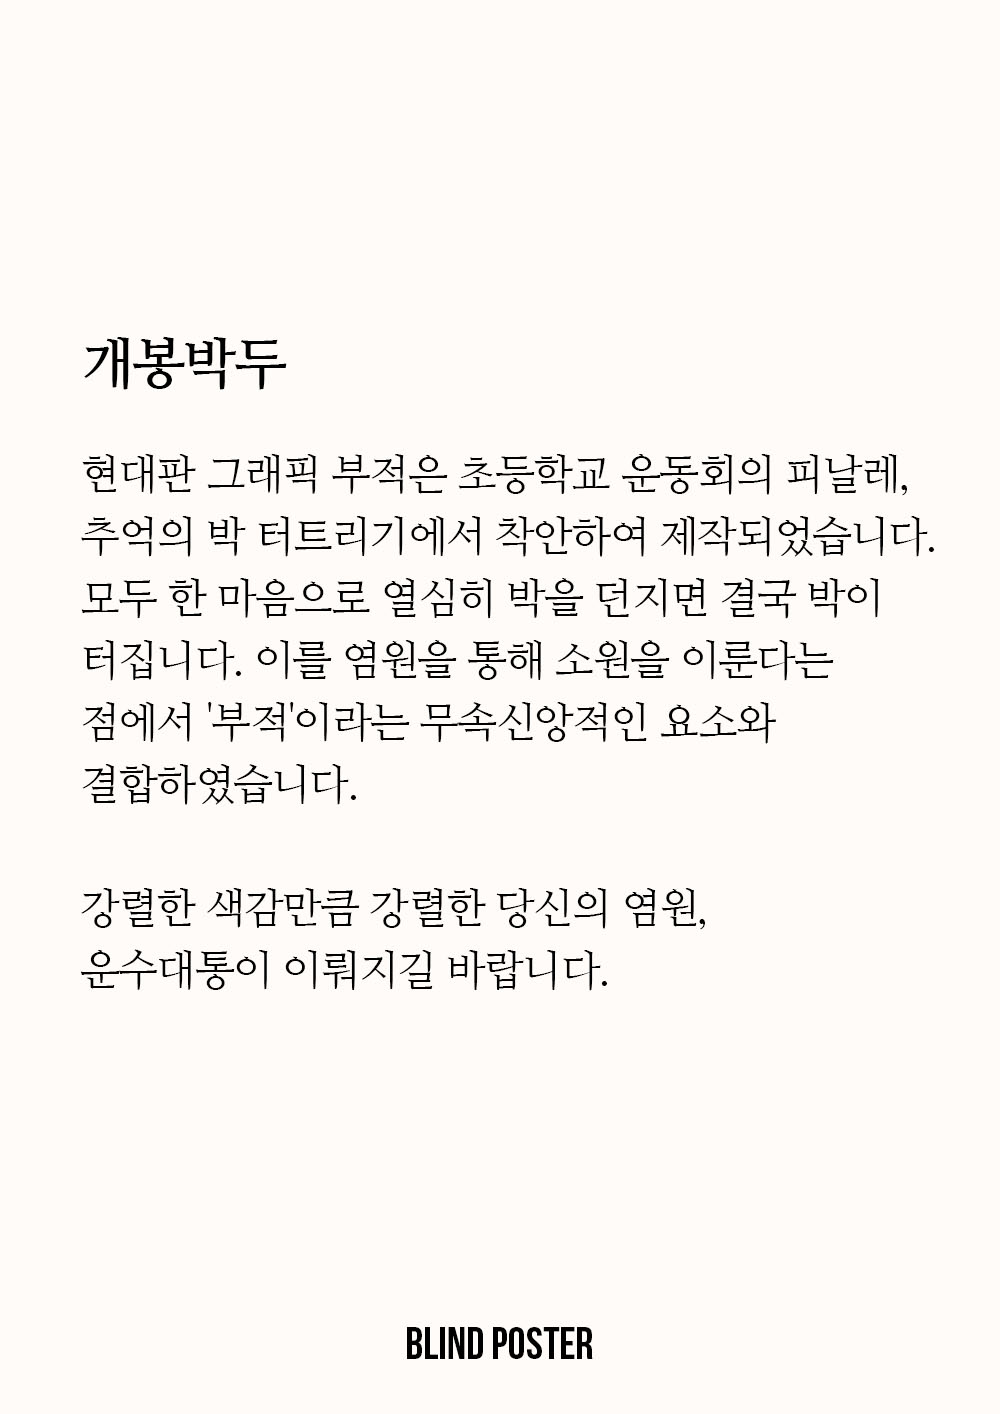 개봉박두
현대판 그래픽 부적은 초등학교 운동회의 피날레,
추억의 박 터트리기에서 착안하여 제작되었습니다.
모두 한 마음으로 열심히 박을 던지면 결국 박이
터집니다. 이를 염원을 통해 소원을 이룬다는
점에서 '부적'이라는 무속신앙적인 요소와
결합하였습니다.
강렬한 색감만큼 강렬한 당신의 염원,
운수대통이 이뤄지길 바랍니다.
BLIND POSTER